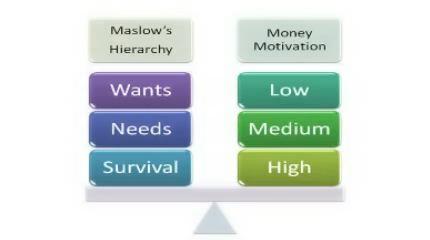 Maslow's
Hierarchy
Money
Motivation
Wants
Low
Needs
Medium
Survival
High